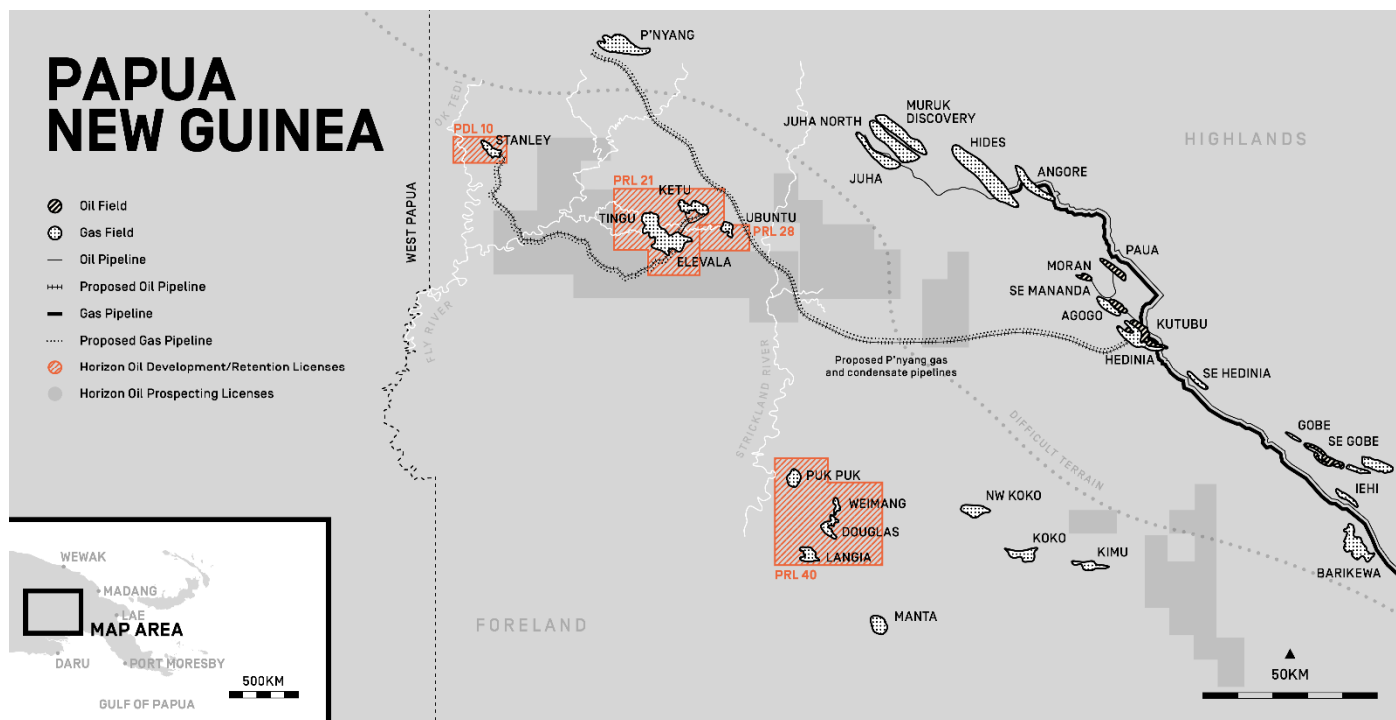 PAPUA
NEW GUINEA
Oil Field
Gas Field
Oil Pipeline
Proposed Oil Pipeline
Gas Pipeline
Proposed Gas Pipeline
Horizon Oil Development/Retention Licenses
Horizon Oil Prospecting Licenses
WEST PAPUA
OK TEDI
FLY RIVER
PDL 10
STANLEY
P'NYANG
PRL 21
KETU
TINGU
UBUNTU
PRL 28
ELEVALA
STRICKLAND RIVER
MURUK
DISCOVERY
JUHA NORTH
HIDES
JUHA
ANGORE
HIGHLANDS
PAUA
MORAN
SE MANANDA
AGOGO
KUTUBU
HEDINIA
SE HEDINIA
Proposed P'nyang gas
and condensate pipelines
DIFFICULT TERRAIN
GOBE
SE GOBE
IEHI
BARIKEWA
PUK PUK
WEIMANG
DOUGLAS
LANGIA
PRL 40
NW KOKO
KOKO
KIMU
MANTA
FORELAND
50KM
WEWAK
MADANG
LAE
MAP AREA
DARU
PORT MORESBY
500KM
GULF OF PAPUA